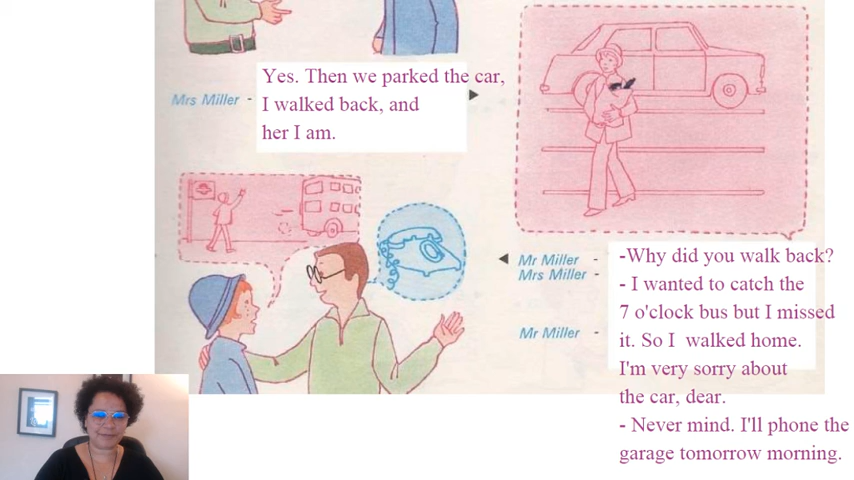 Mrs Miller -
Yes. Then we parked the car,
I walked back, and
her I am.
Mr Miller -
Mrs Miller -
Mr Miller -
-Why did you walk back?
- I wanted to catch the
7 o'clock bus but I missed
it. So I walked home.
I'm very sorry about
the car, dear.
- Never mind. I'll phone the
garage tomorrow morning.